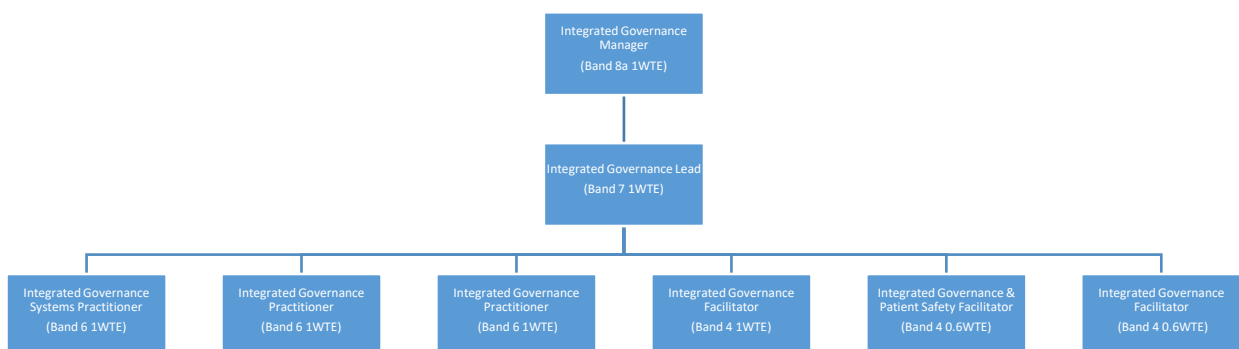 Integrated Governance
Manager
(Band 8a 1WTE)
Integrated Governance Lead
(Band 7 1WTE)
Integrated Governance
Systems Practitioner
(Band 6 1WTE)
Integrated Governance
Practitioner
(Band 6 1WTE)
Integrated Governance
Practitioner
(Band 6 1WTE)
Integrated Governance
Facilitator
(Band 4 1WTE)
Integrated Governance &
Patient Safety Facilitator
(Band 4 0.6WTE)
Integrated Governance
Facilitator
(Band 4 0.6WTE)